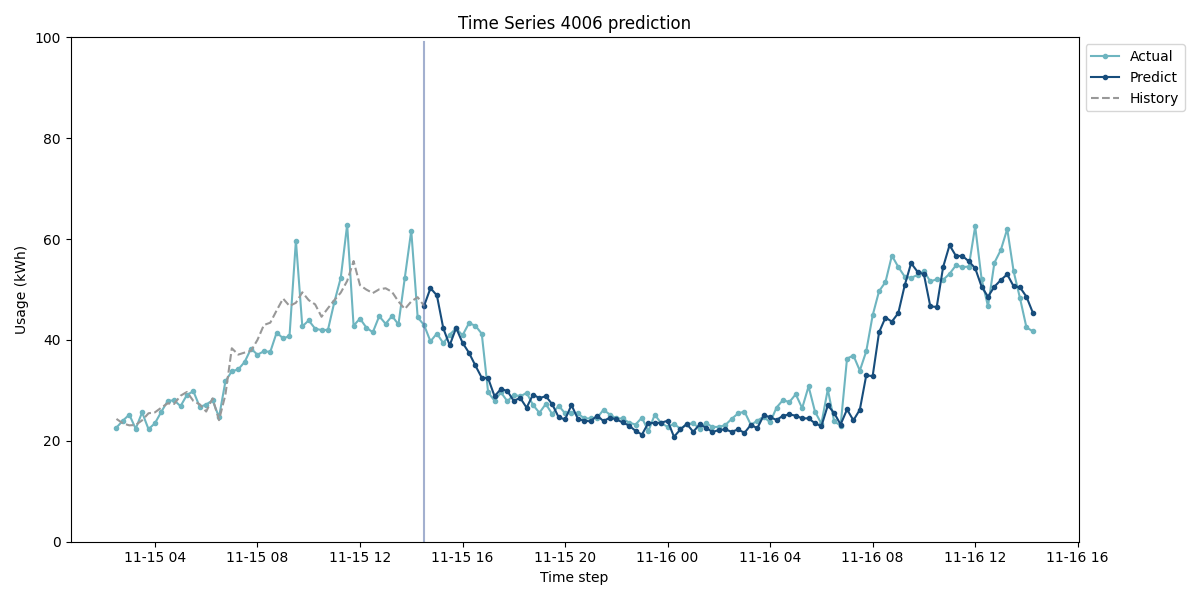 Time Series 4006 prediction
100
80
60
40
20
0
Usage (kWh)
11-15 04
11-15 08
11-15 12
11-15 16
11-15 20
11-16 00
11-16 04
11-16 08
11-16 12
11-16 16
Time step
Actual
Predict
History